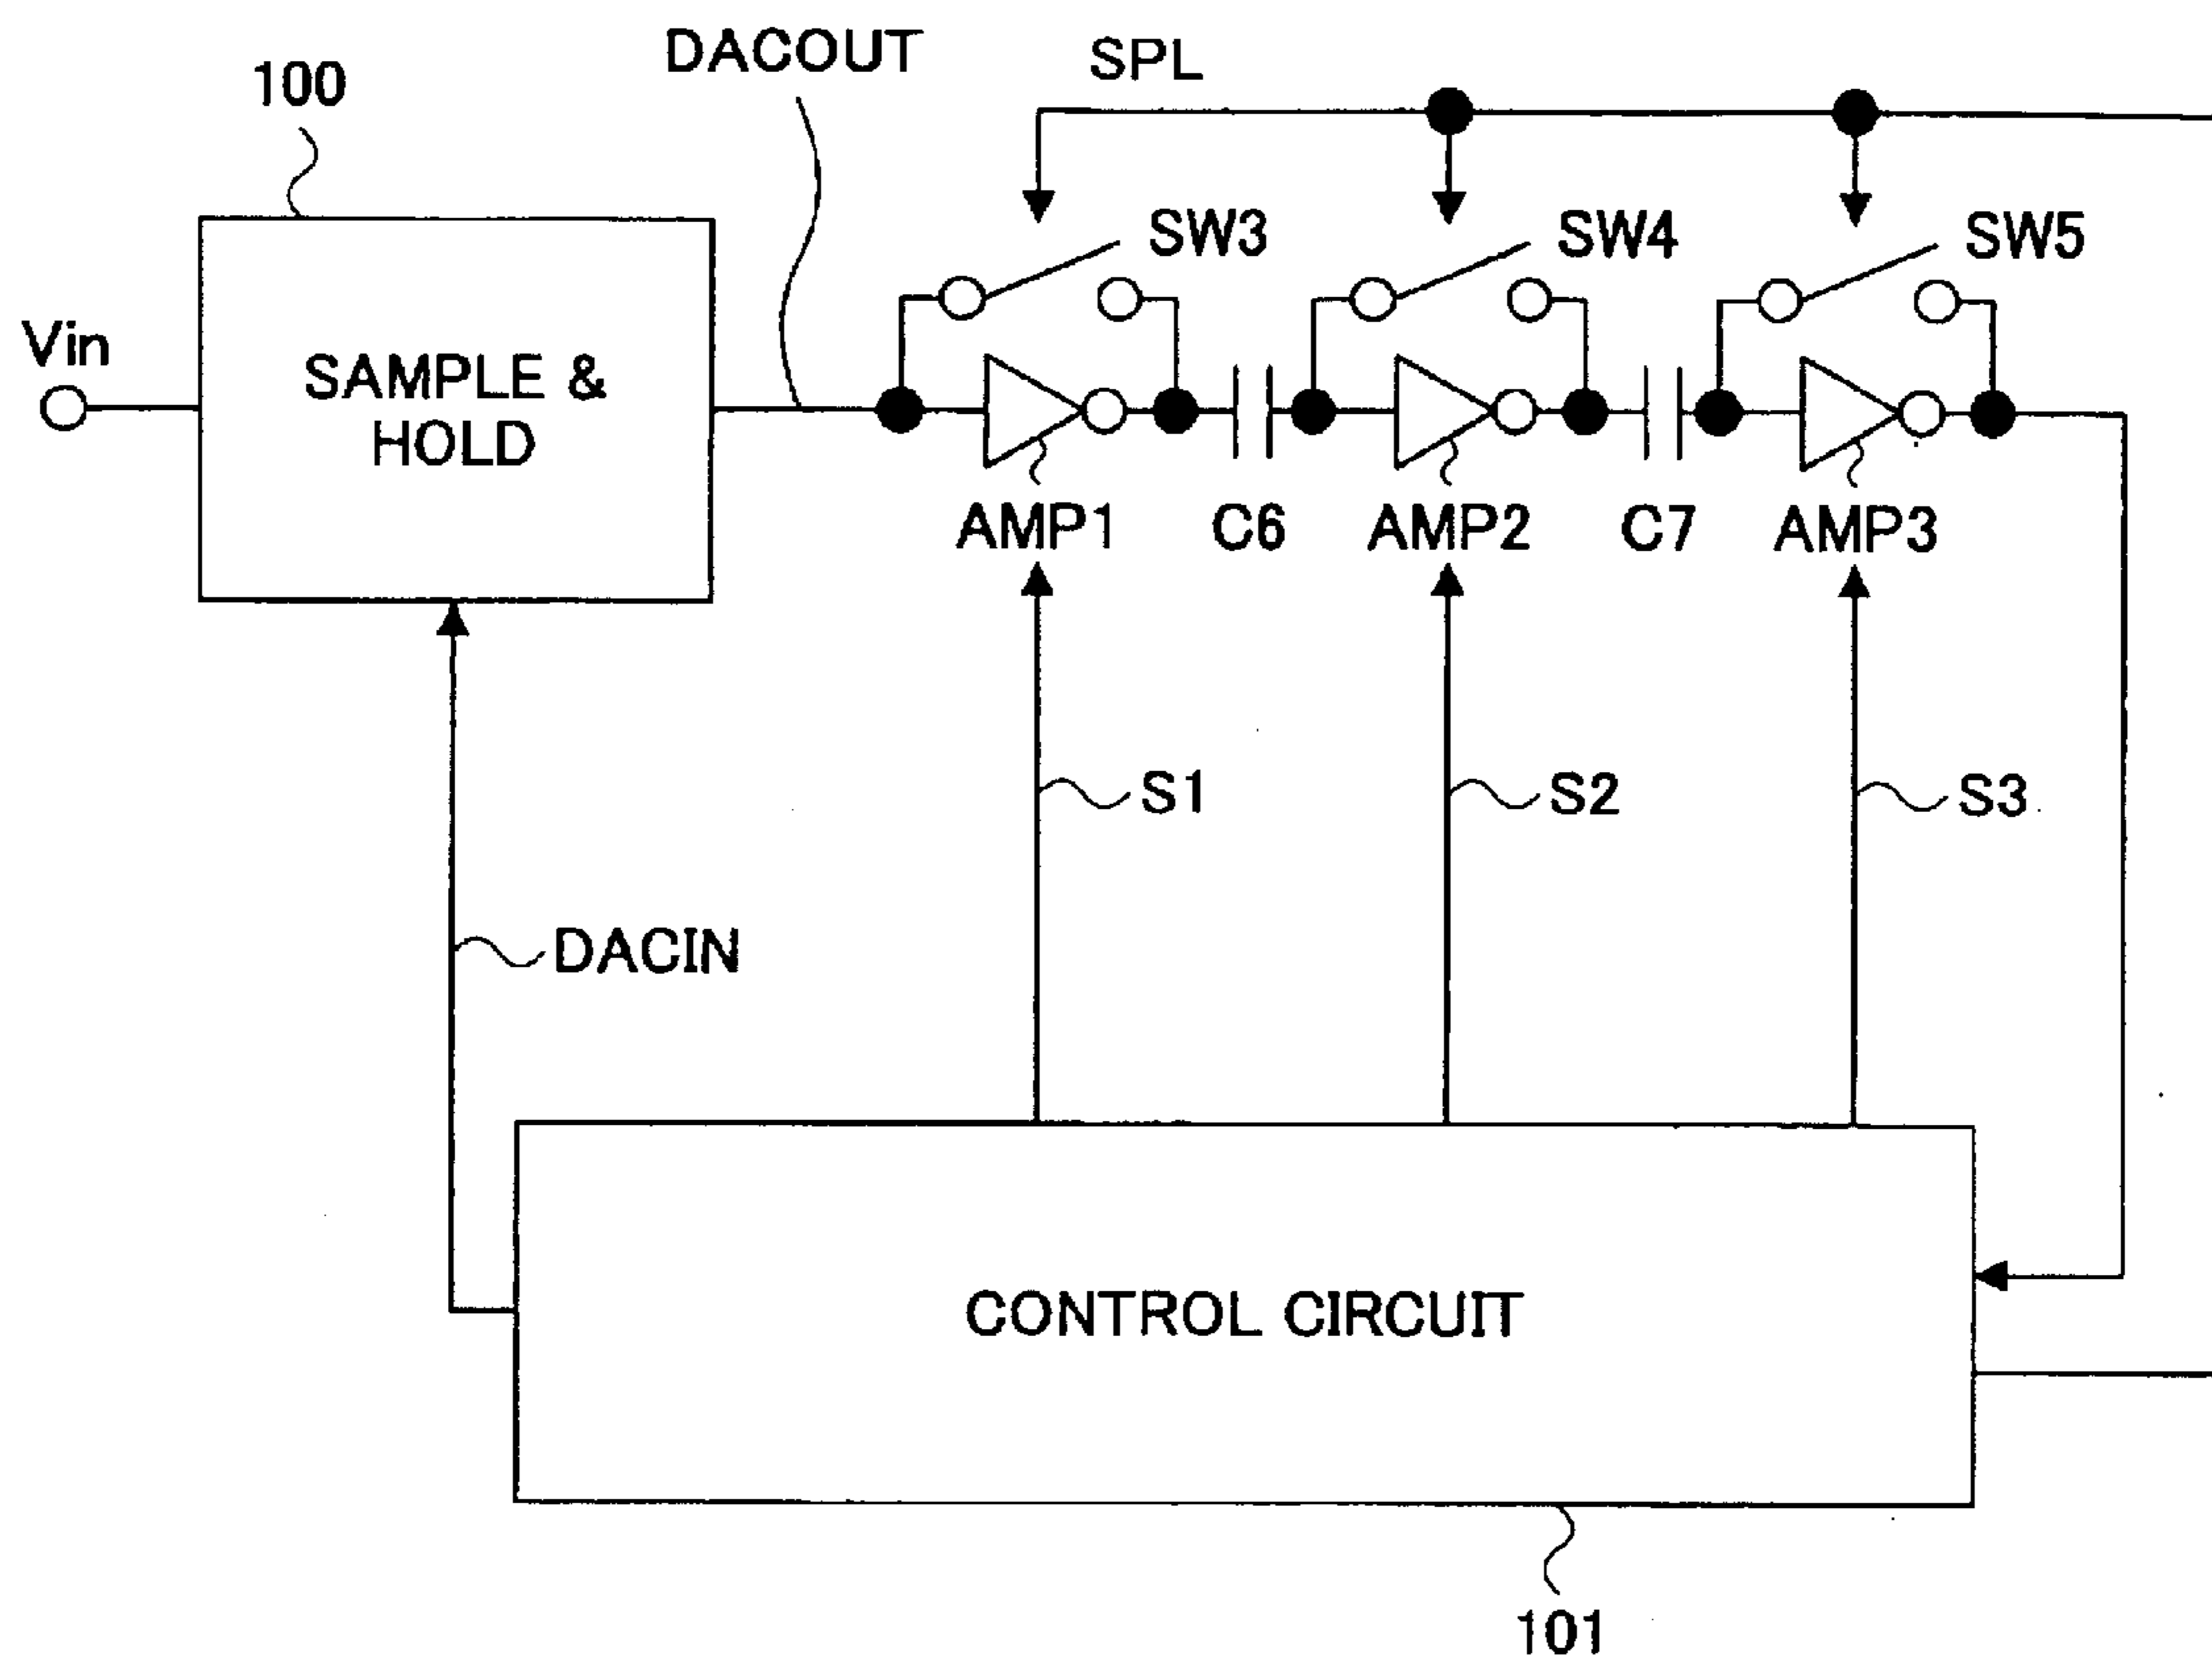 DACOUT
SPL
100
SW3
SW4
SW5
Vin
SAMPLE &
HOLD
AMP1
C6
AMP2
C7
AMP3
S1
S2
S3
DACIN
CONTROL CIRCUIT
101